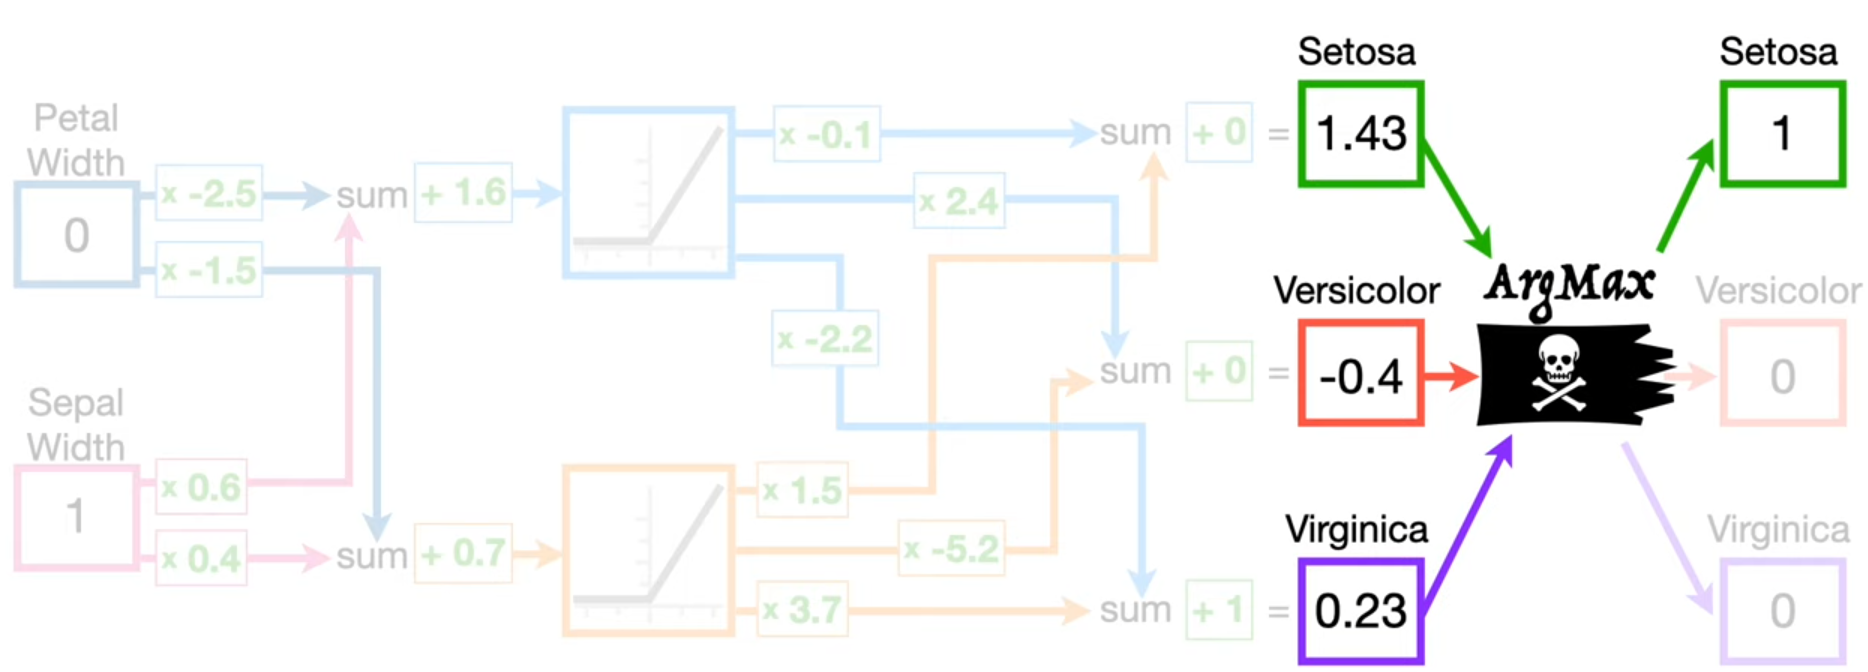 Setosa
Setosa
Petal
Width
0
x -2.5
x -1.5
sum
+ 1.6
x -0.1
x 2.4
x -2.2
sum
+ 0
=
1.43
1
ArgMax
Versicolor
Versicolor
sum
+ 0
=
-0.4
0
Sepal
Width
1
x 0.6
x 0.4
sum
+ 0.7
x 1.5
x -5.2
x 3.7
sum
+ 1
=
Virginica
Virginica
0.23
0